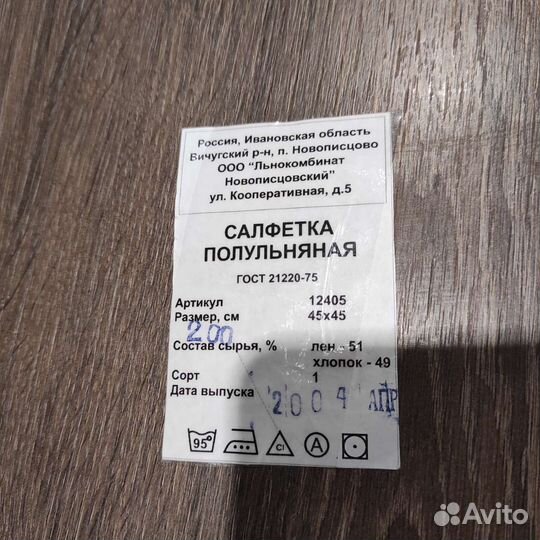 Россия, Ивановская область
Вичугский р-н, п. Новописцово
ООО "Льнокомбинат
Новописцовский"
ул. Кооперативная, д.5
САЛФЕТКА
ПОЛУЛЬНЯНАЯ
ГОСТ 21220-75
Артикул 12405
Размер, см 45х45
200
Состав сырья, % лен - 51
хлопок - 49
Сорт 1
Дата выпуска 2004 АПР
95° Cl A
Avito